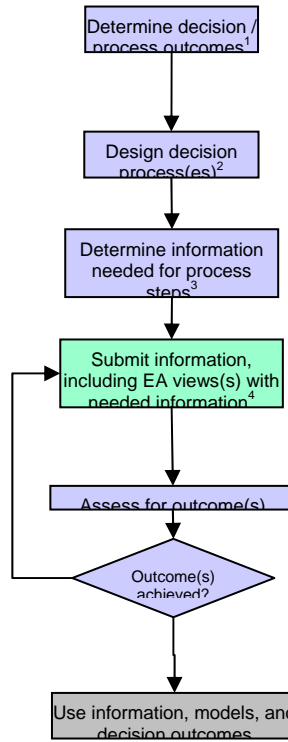 Determine decision /
process outcomes¹
Design decision
process(es)²
Determine information
needed for process
steps³
Submit information,
including EA views(s) with
needed information⁴
Assess for outcome(s)
Outcome(s)
achieved?
Use information, models, and
decision outcomes